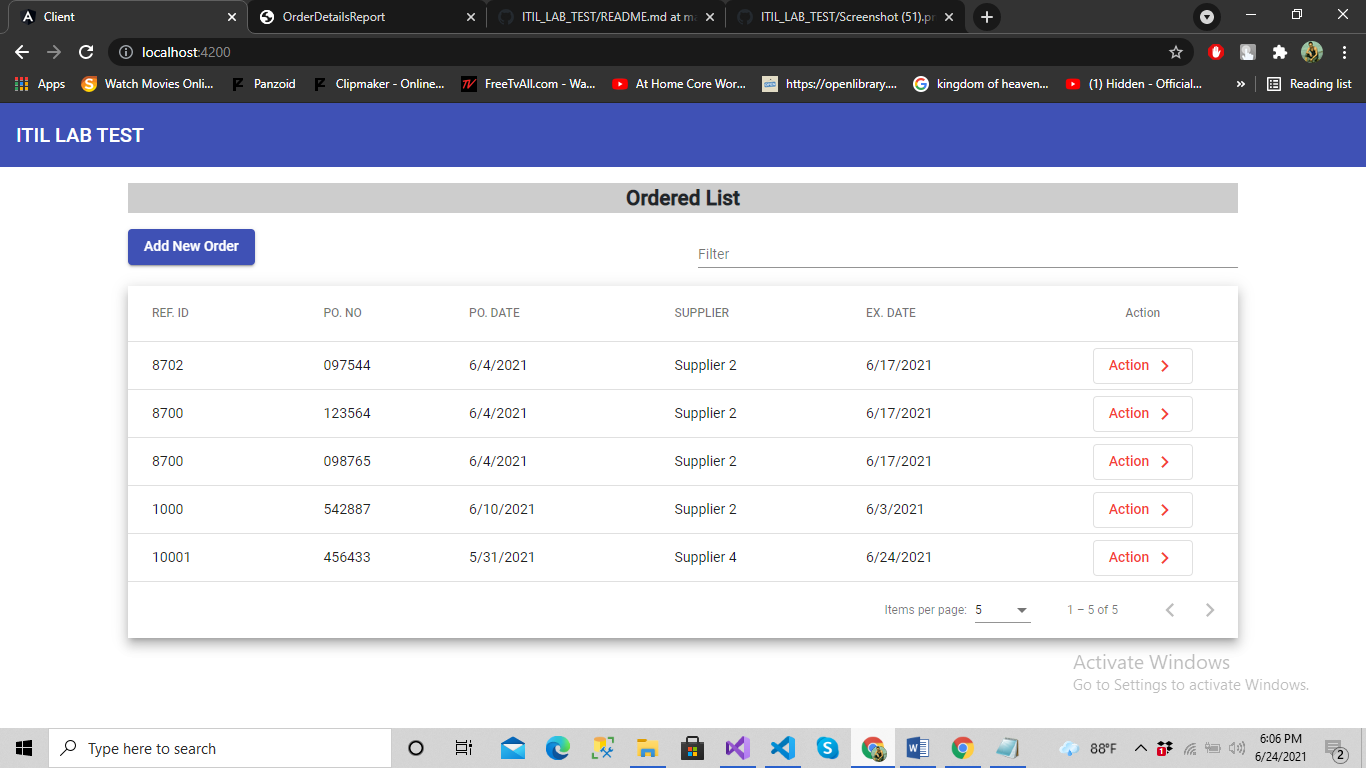 Client
OrderDetailsReport
ITIL_LAB_TEST/README.md at ma
ITIL_LAB_TEST/Screenshot (51).pr
localhost:4200
Apps
Watch Movies Onli...
Panzoid
Clipmaker - Online...
FreeTvAll.com - Wa...
At Home Core Wor...
https://openlibrary....
kingdom of heaven...
(1) Hidden - Official...
»
Reading list
ITIL LAB TEST
Ordered List
Add New Order
Filter
REF. ID PO. NO PO. DATE SUPPLIER EX. DATE Action
8702 097544 6/4/2021 Supplier 2 6/17/2021 Action
8700 123564 6/4/2021 Supplier 2 6/17/2021 Action
8700 098765 6/4/2021 Supplier 2 6/17/2021 Action
1000 542887 6/10/2021 Supplier 2 6/3/2021 Action
10001 456433 5/31/2021 Supplier 4 6/24/2021 Action
Items per page: 5 1 – 5 of 5
Activate Windows
Go to Settings to activate Windows.
Type here to search
88°F
6:06 PM
6/24/2021
2